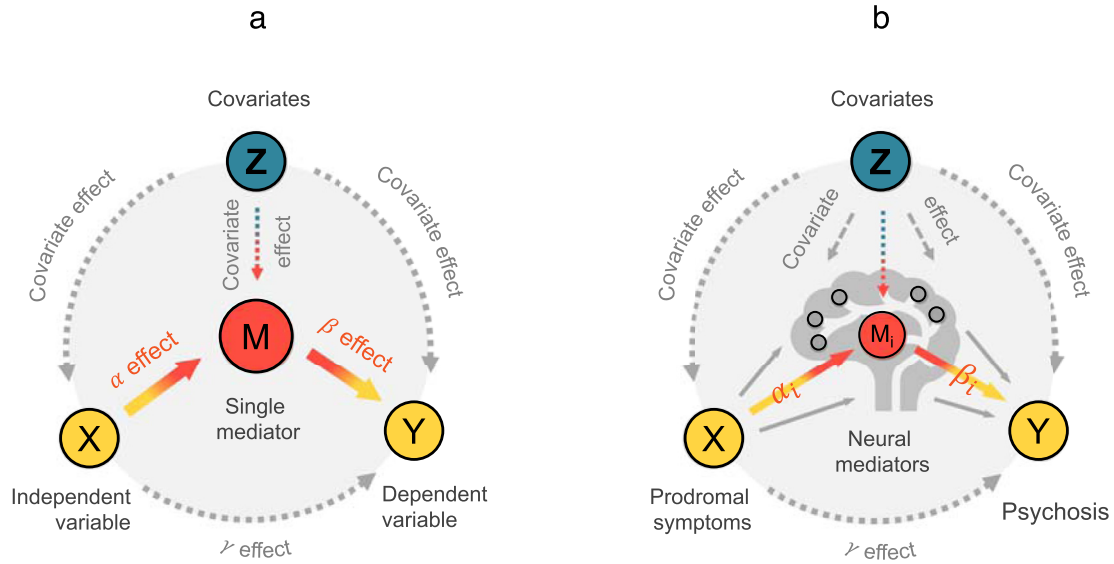 a
Covariates
Z
Covariate effect
Covariate
effect
Covariate effect
M
α effect
β effect
Single
mediator
X
Y
Independent
variable
Dependent
variable
γ effect
b
Covariates
Z
Covariate effect
Covariate
effect
Covariate effect
Mi
αi
βi
Neural
mediators
X
Y
Prodromal
symptoms
Psychosis
γ effect